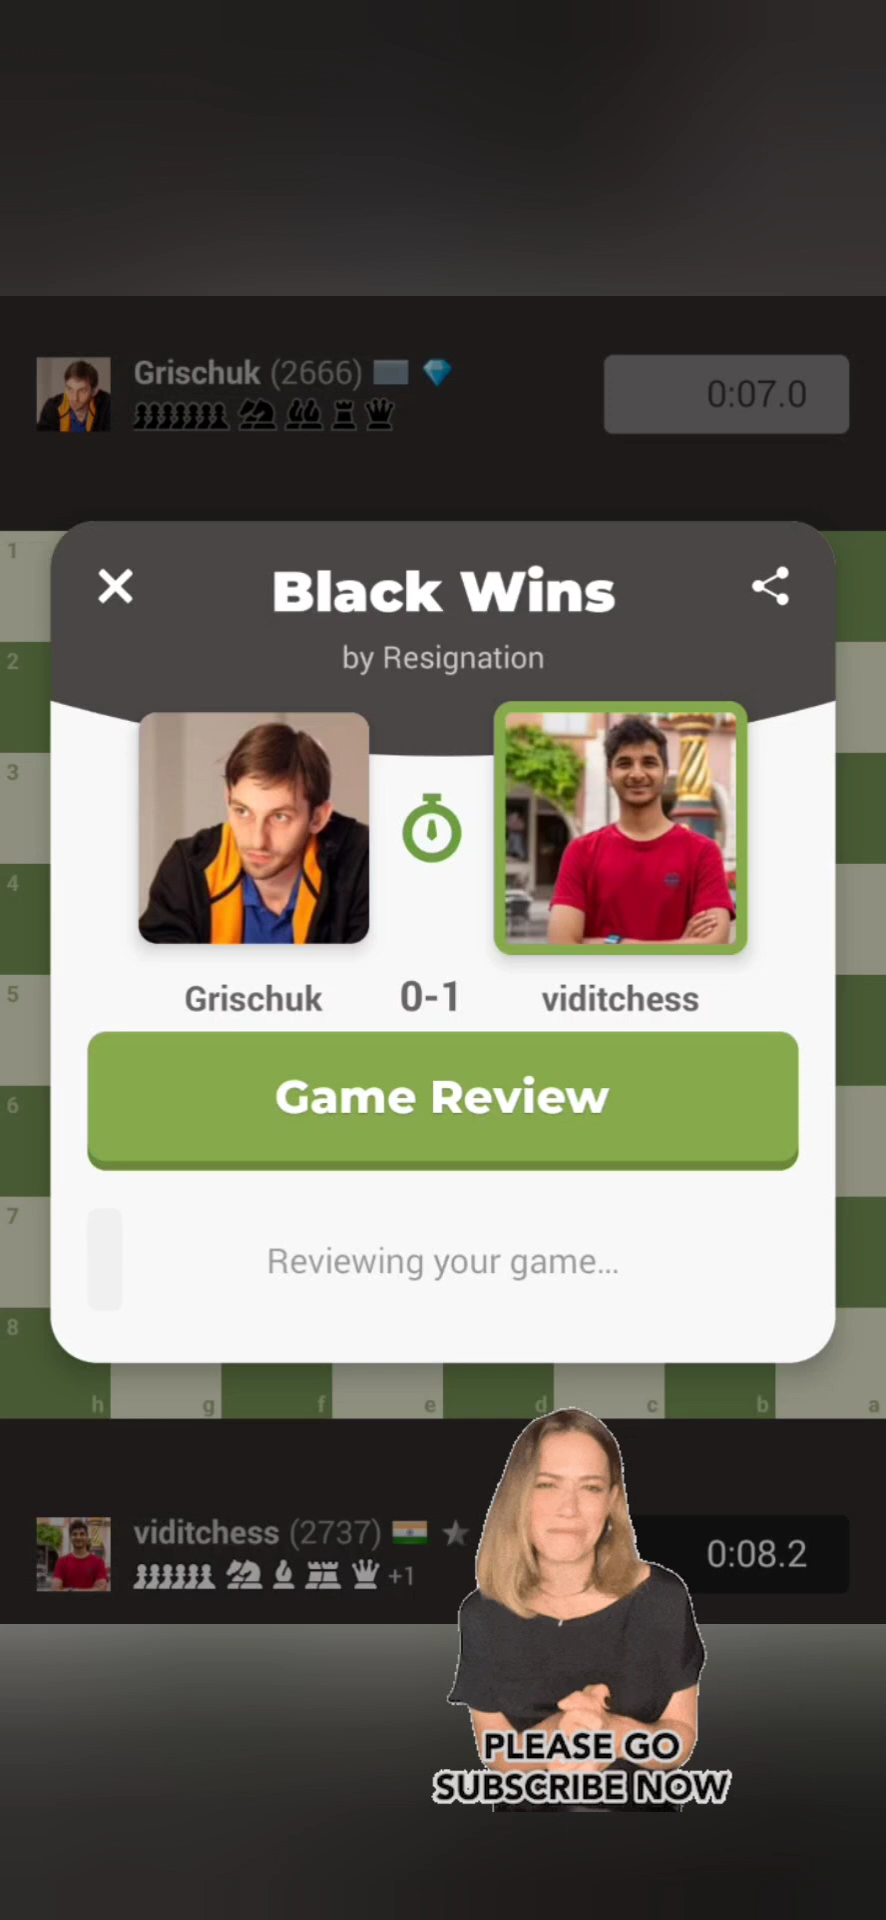 Grischuk (2666)
0:07.0
1
Black Wins
by Resignation
2
3
4
5
Grischuk 0-1 viditchess
Game Review
6
7
Reviewing your game...
8
h g f e d c b a
viditchess (2737)
+1
0:08.2
PLEASE GO
SUBSCRIBE NOW